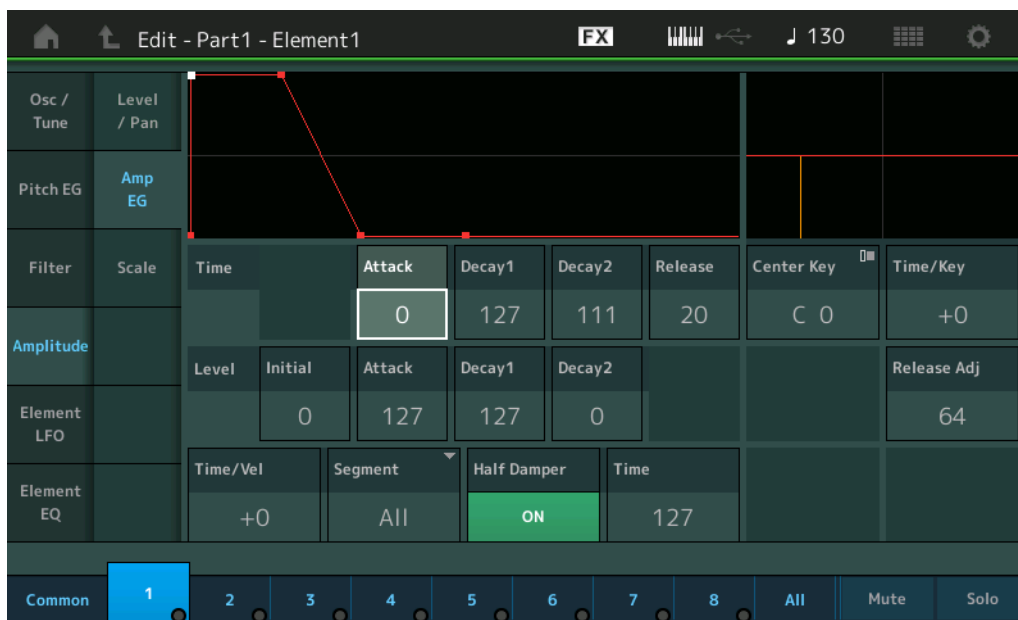 Edit - Part1 - Element1 FX ♩ 130
Osc /
Tune
Level
/ Pan
Pitch EG
Amp
EG
Filter
Scale
Time Attack Decay1 Decay2 Release Center Key Time/Key
0 127 111 20 C 0 +0
Amplitude
Level Initial Attack Decay1 Decay2 Release Adj
0 127 127 0 64
Element
LFO
Time/Vel Segment Half Damper Time
+0 All ON 127
Element
EQ
Common 1 2 3 4 5 6 7 8 All Mute Solo